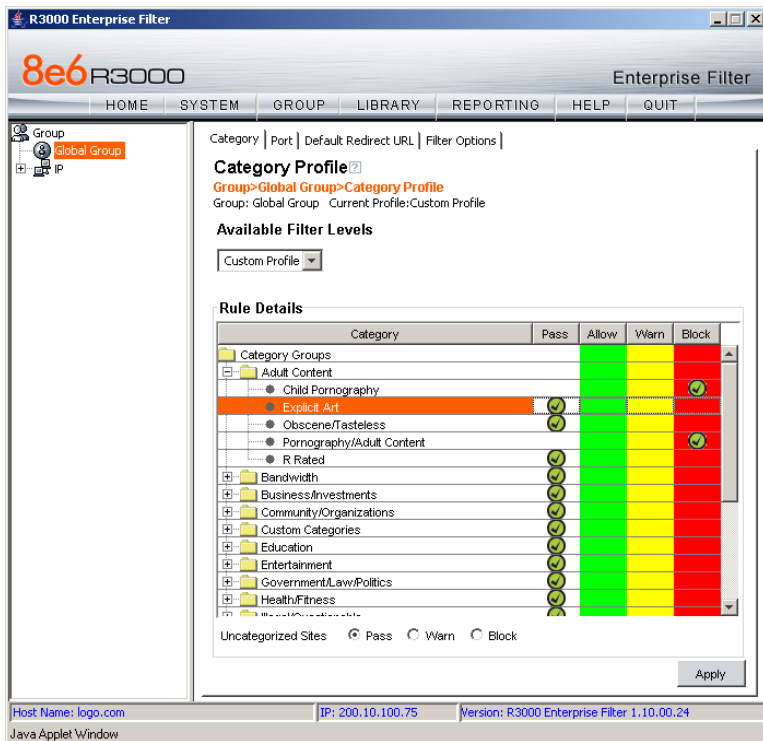 R3000 Enterprise Filter
8e6 R3000
Enterprise Filter
HOME SYSTEM GROUP LIBRARY REPORTING HELP QUIT
Group
Global Group
IP
Category Port Default Redirect URL Filter Options
Category Profile ?
Group>Global Group>Category Profile
Group: Global Group Current Profile:Custom Profile
Available Filter Levels
Custom Profile
Rule Details
Category Pass Allow Warn Block
Category Groups
Adult Content
Child Pornography
Explicit Art
Obscene/Tasteless
Pornography/Adult Content
R Rated
Bandwidth
Business/Investments
Community/Organizations
Custom Categories
Education
Entertainment
Government/Law/Politics
Health/Fitness
Uncategorized Sites Pass Warn Block
Apply
Host Name: logo.com IP: 200.10.100.75 Version: R3000 Enterprise Filter 1.10.00.24
Java Applet Window